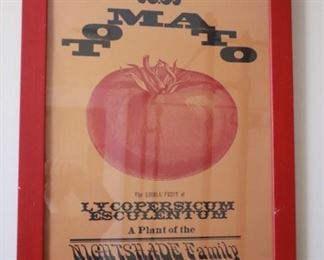 TOMATO
The EDIBLE FRUIT of
LYCOPERSICUM
ESCULENTUM
A Plant of the
NIGHTSHADE Family